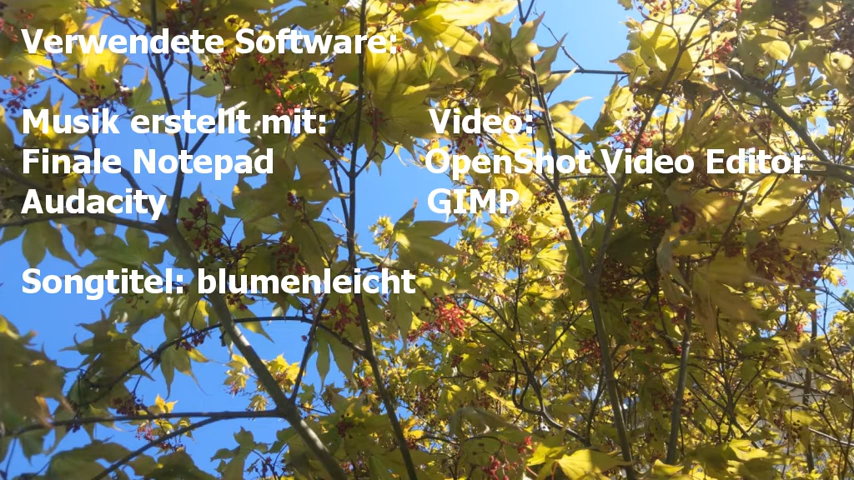 Verwendete Software:
Musik erstellt mit:
Finale Notepad
Audacity
Video:
OpenShot Video Editor
GIMP
Songtitel: blumenleicht